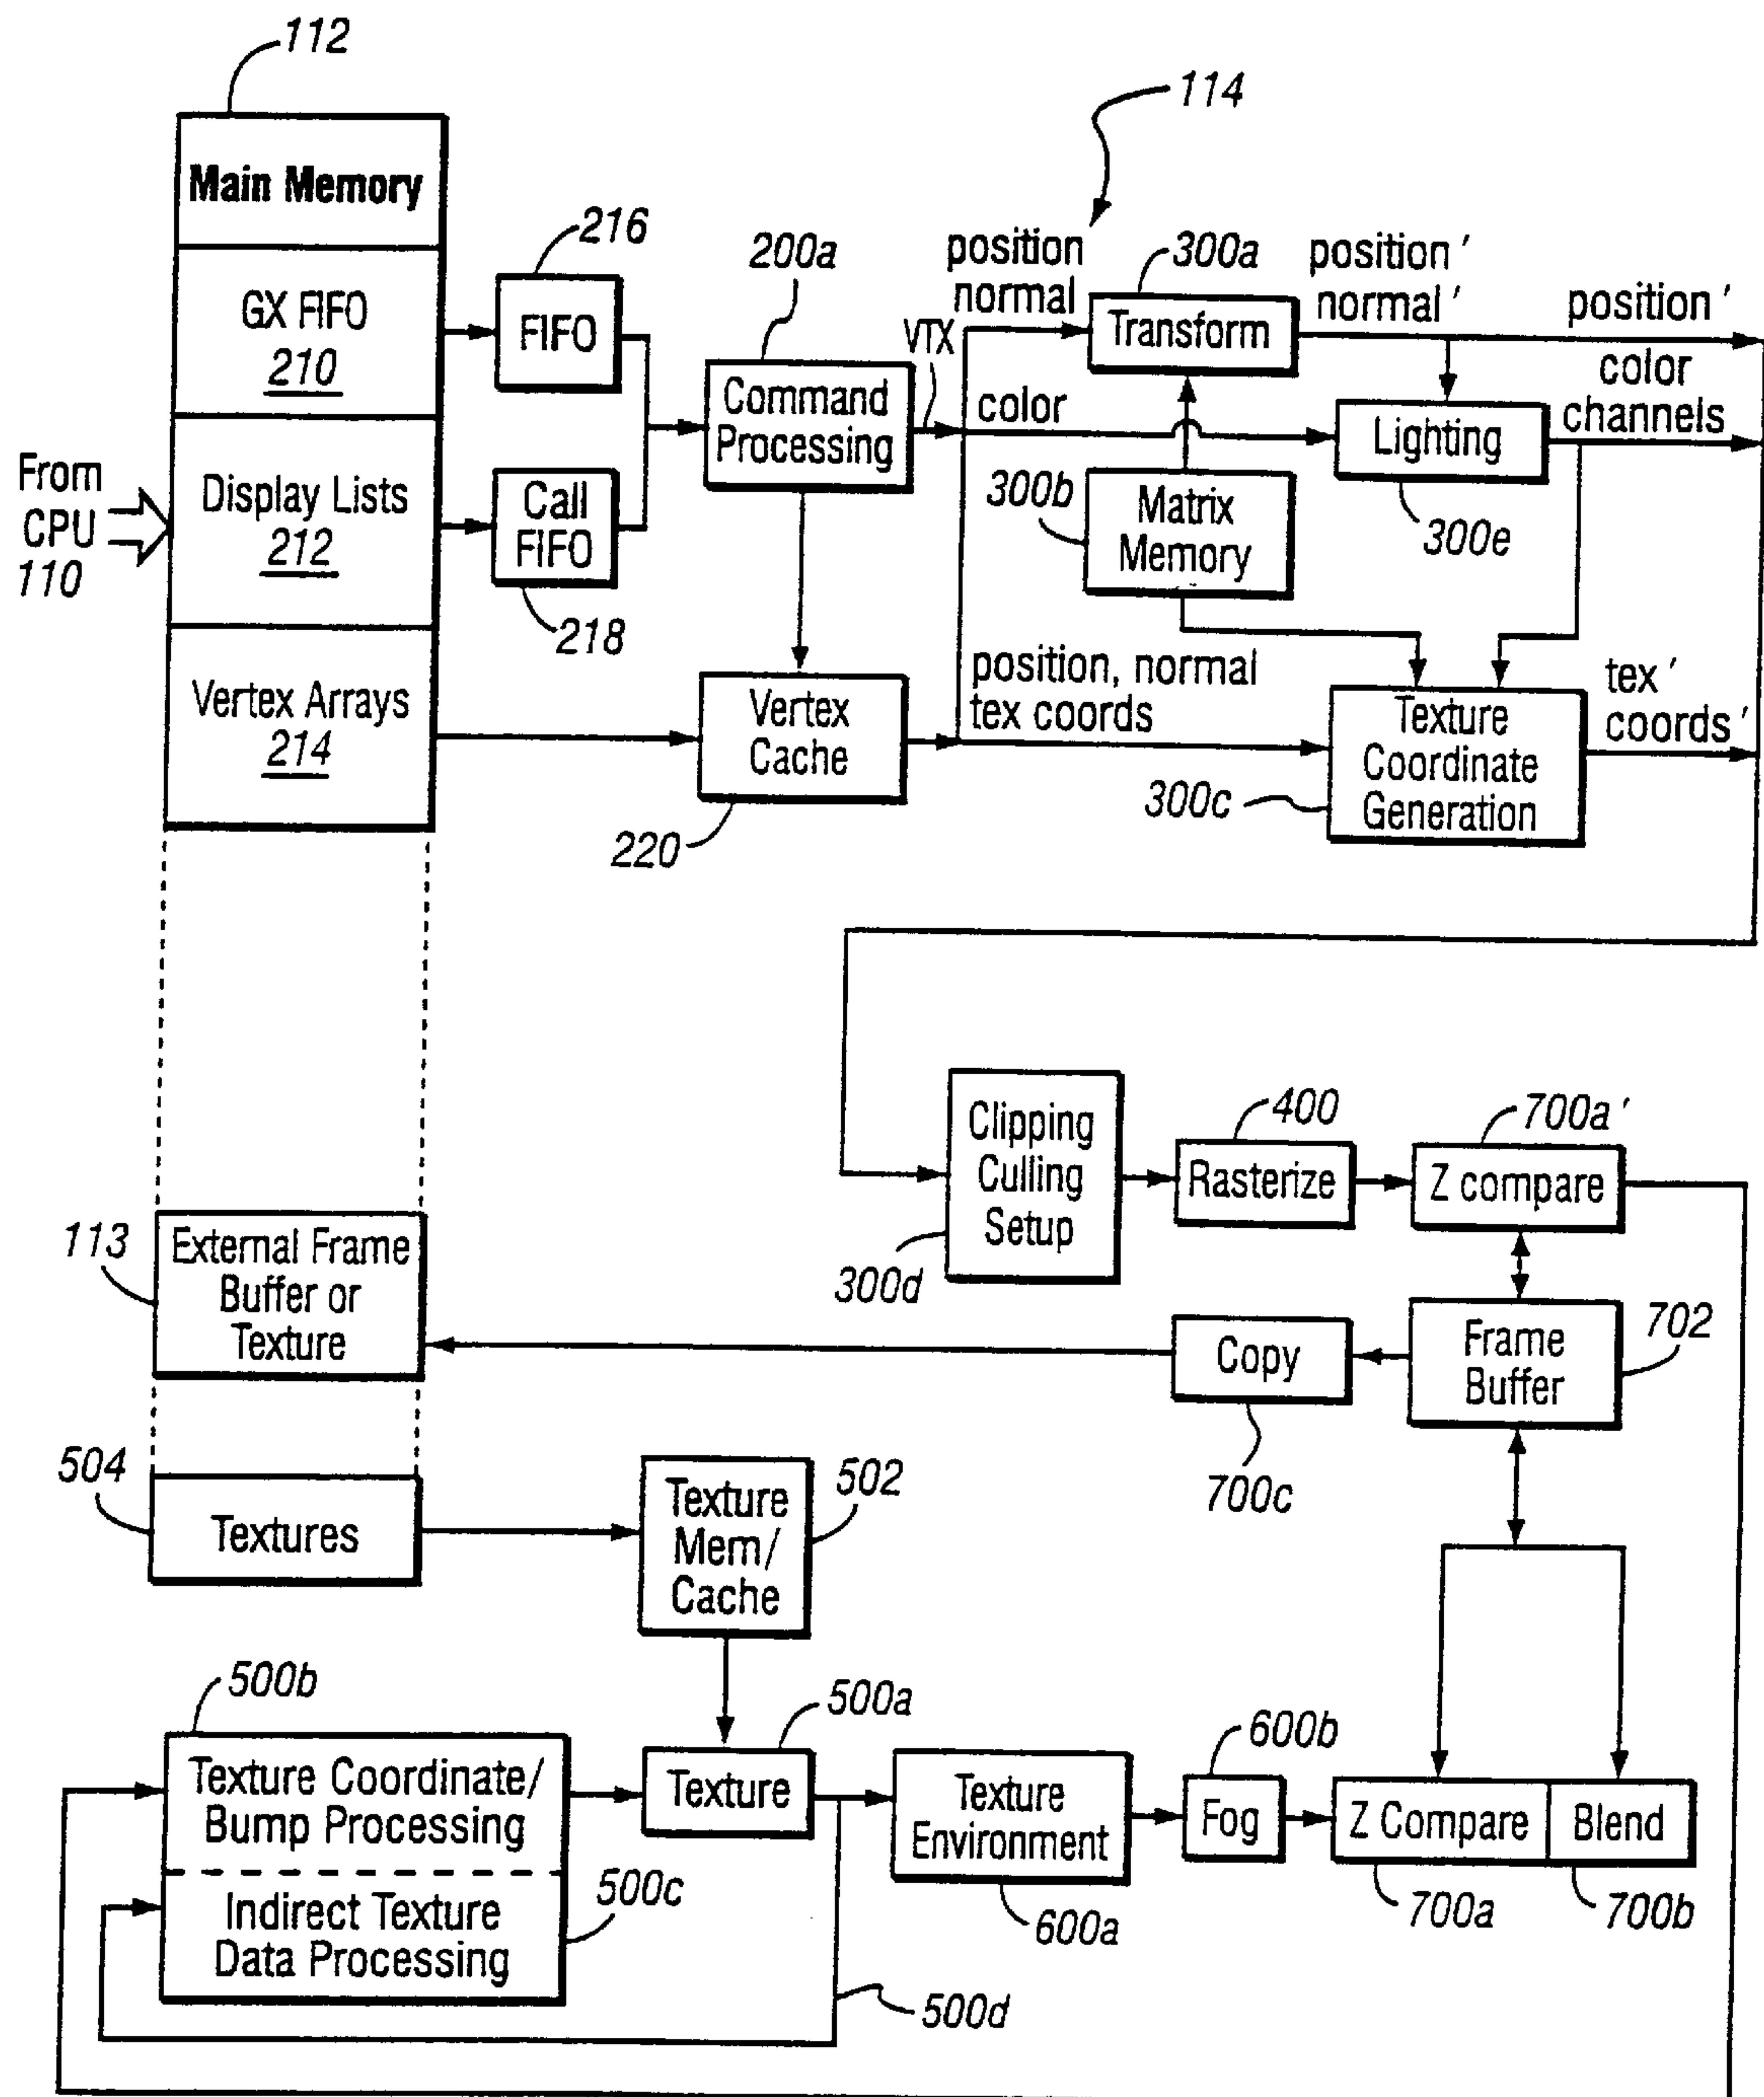 112
114
Main Memory
216
200a
position
normal
300a
position ′
normal ′
position ′
GX FIFO
210
FIFO
VTX
Transform
color
channels
Command
Processing
color
Lighting
From
CPU
110
Display Lists
212
Call
FIFO
300b
Matrix
Memory
300e
218
Vertex Arrays
214
Vertex
Cache
position, normal
tex coords
Texture
Coordinate
Generation
tex ′
coords ′
300c
220
Clipping
Culling
Setup
400
700a ′
Rasterize
Z compare
113
External Frame
Buffer or
Texture
300d
Copy
Frame
Buffer
702
504
Textures
Texture
Mem/
Cache
502
700c
500b
500a
600b
Texture Coordinate/
Bump Processing
Texture
Texture
Environment
Fog
Z Compare
Blend
Indirect Texture
Data Processing
500c
600a
700a
700b
500d